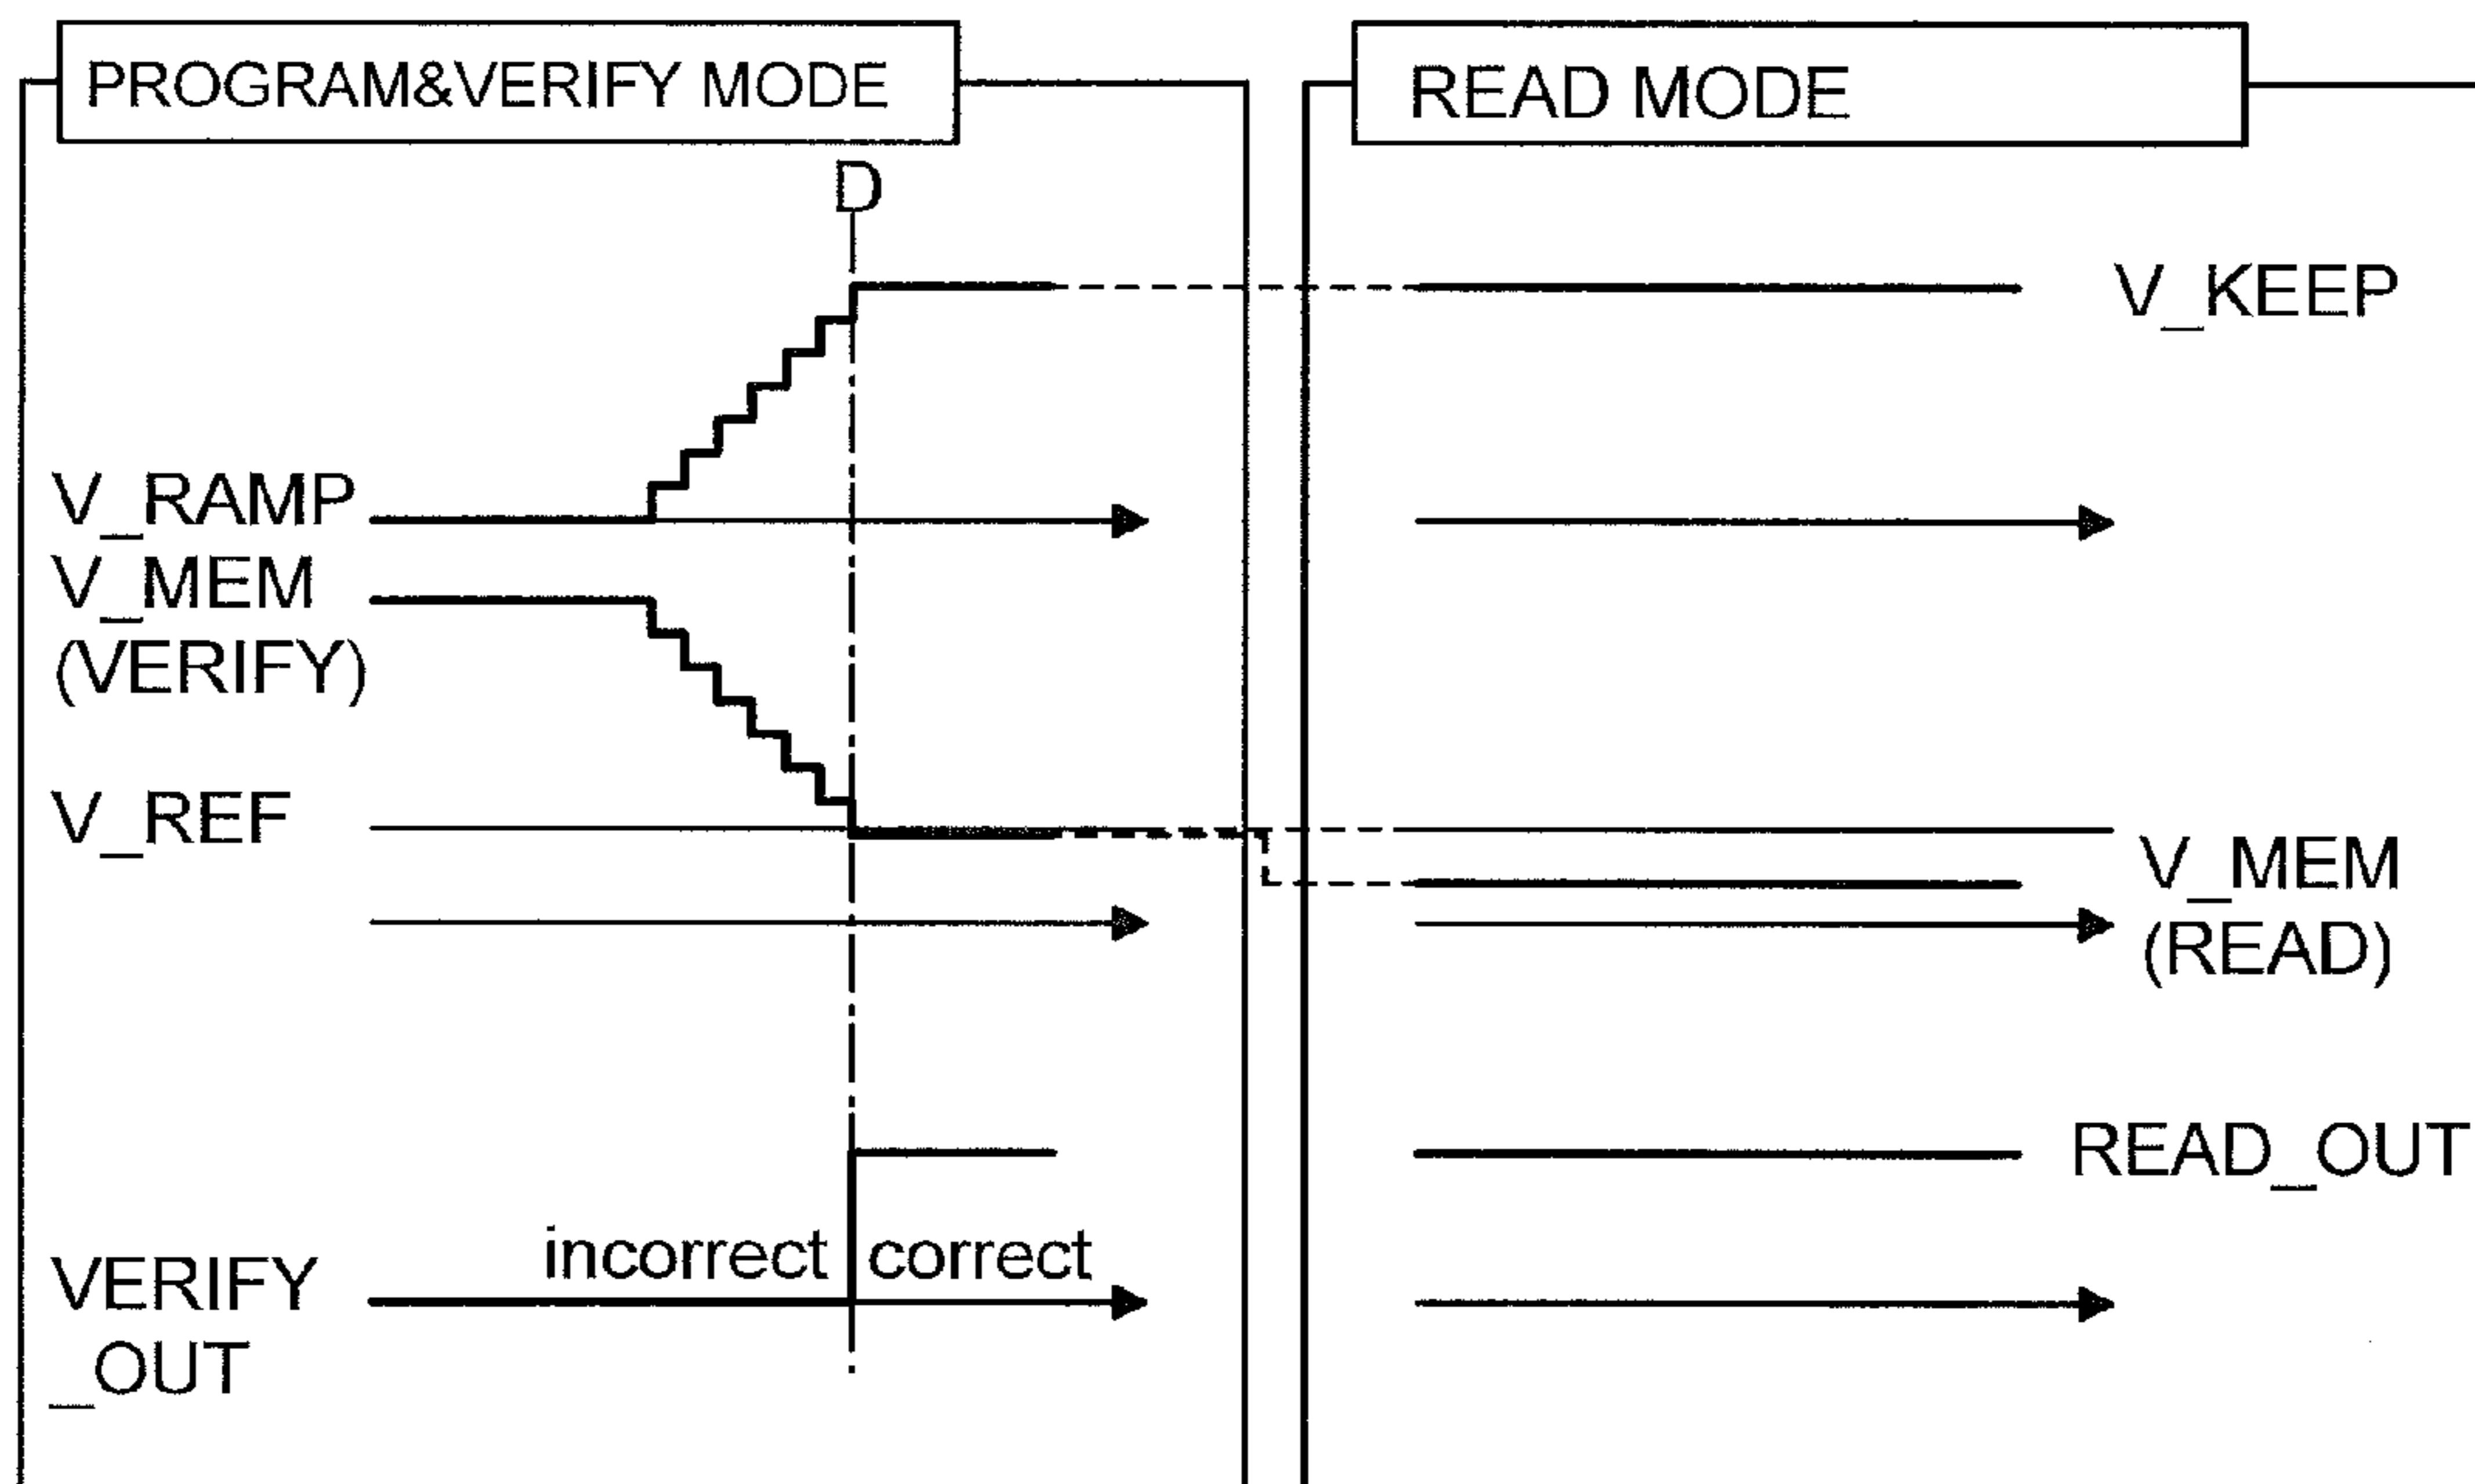 PROGRAM&VERIFY MODE
READ MODE
D
V_KEEP
V_RAMP
V_MEM
(VERIFY)
V_REF
V_MEM
(READ)
READ_OUT
incorrect correct
VERIFY
_OUT